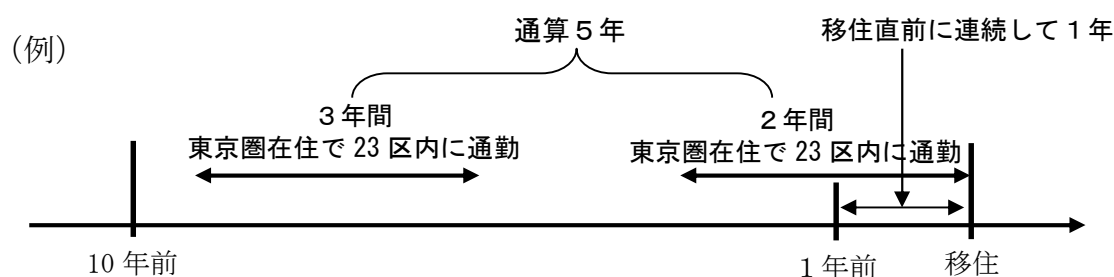 (例)
通算５年
移住直前に連続して１年
３年間
東京圏在住で 23 区内に通勤
２年間
東京圏在住で 23 区内に通勤
10 年前
１年前
移住